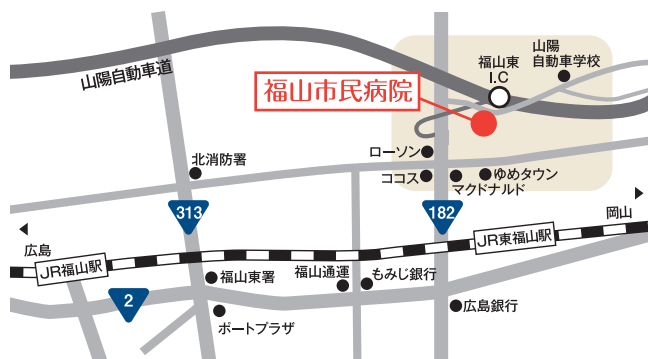 山陽自動車道
福山東
I.C
山陽
自動車学校
福山市民病院
北消防署
ローソン
ココス
マクドナルド
ゆめタウン
313
182
広島
岡山
JR福山駅
JR東福山駅
福山東署
福山通運
もみじ銀行
2
ポートプラザ
広島銀行